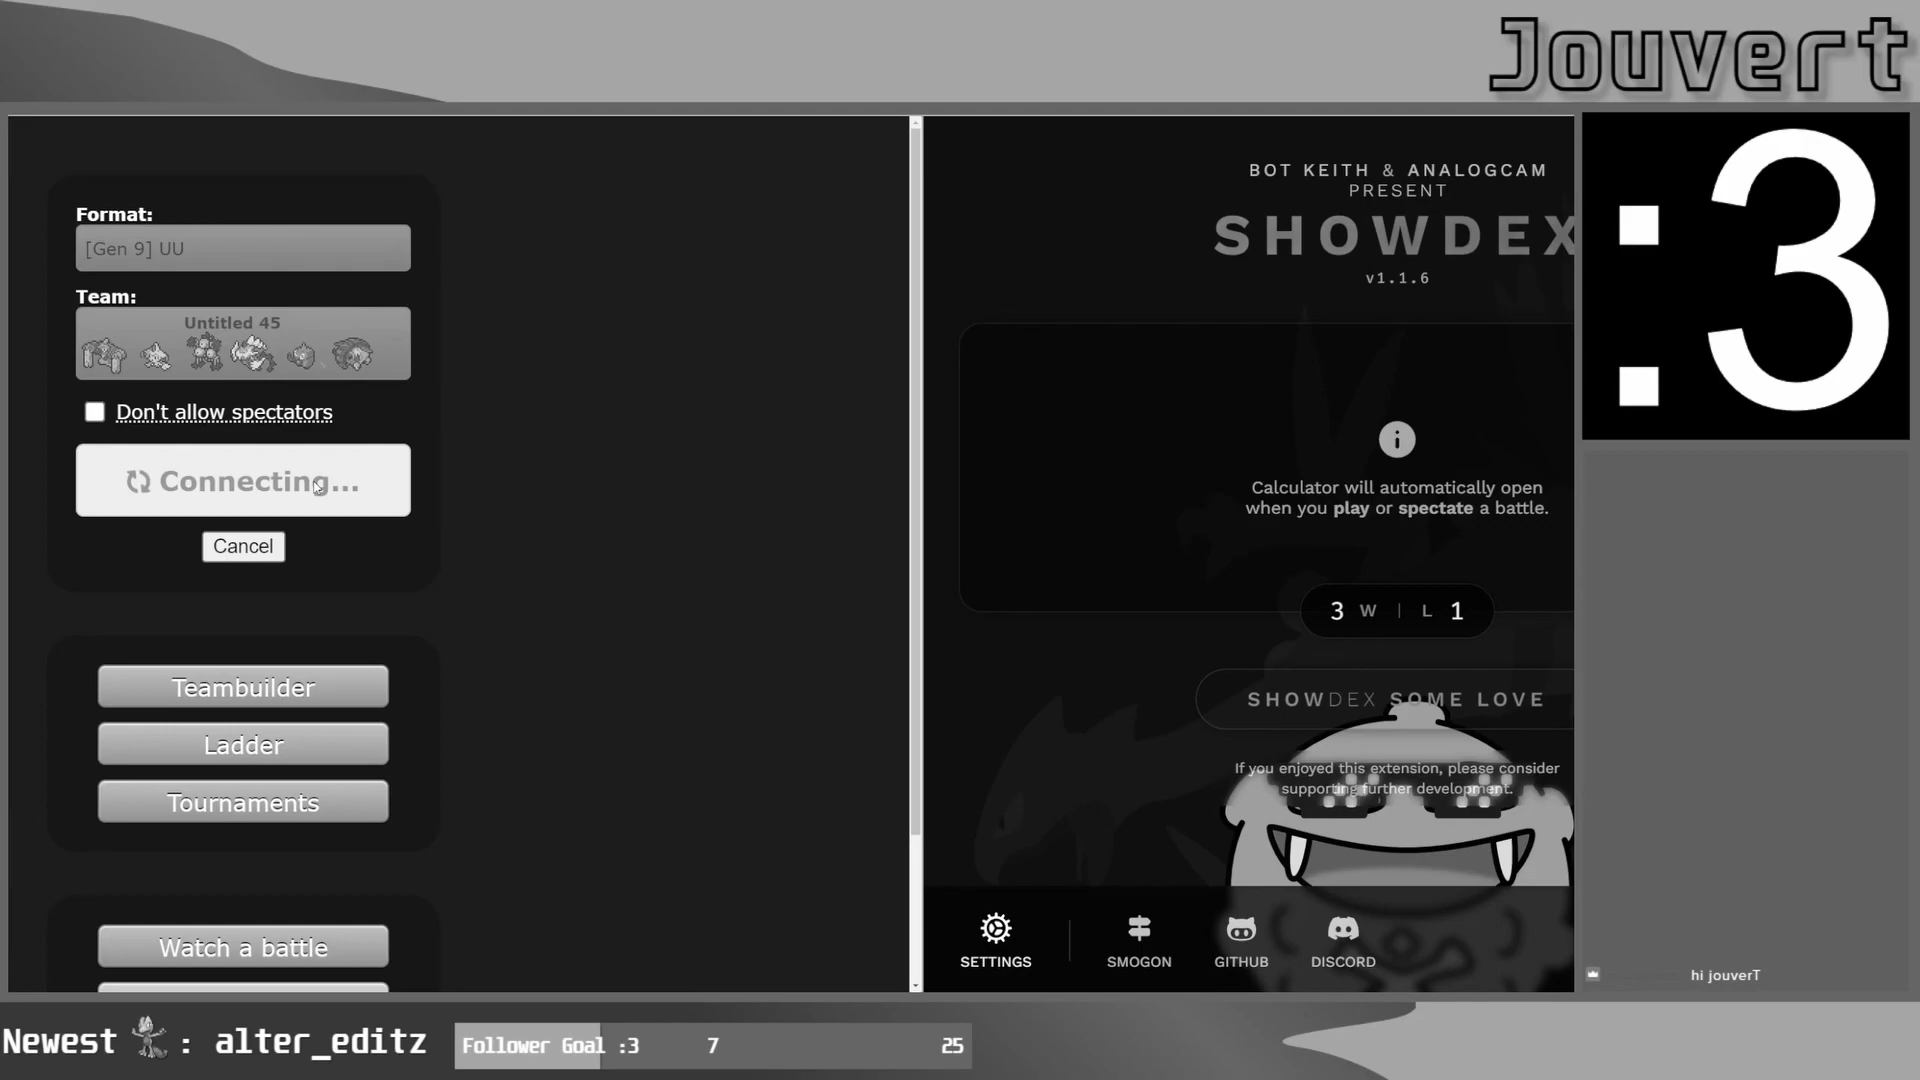 Jouvert
:3
Format:
[Gen 9] UU
Team:
Untitled 45
Don't allow spectators
Connecting...
Cancel
Teambuilder
Ladder
Tournaments
Watch a battle
BOT KEITH & ANALOGCAM
PRESENT
SHOWDEX
v1.1.6
Calculator will automatically open
when you play or spectate a battle.
3 W | L 1
SHOWDEX SOME LOVE
If you enjoyed this extension, please consider
supporting further development.
SETTINGS
SMOGON
GITHUB
DISCORD
hi jouverT
Newest : alter_editz
Follower Goal :3 7 25